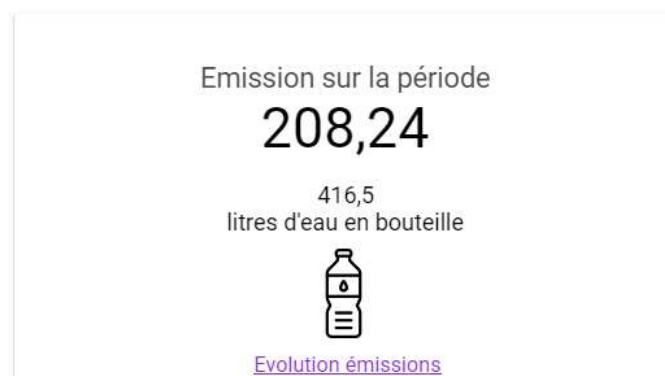 Emission sur la période
208,24
416,5
litres d'eau en bouteille
Evolution émissions